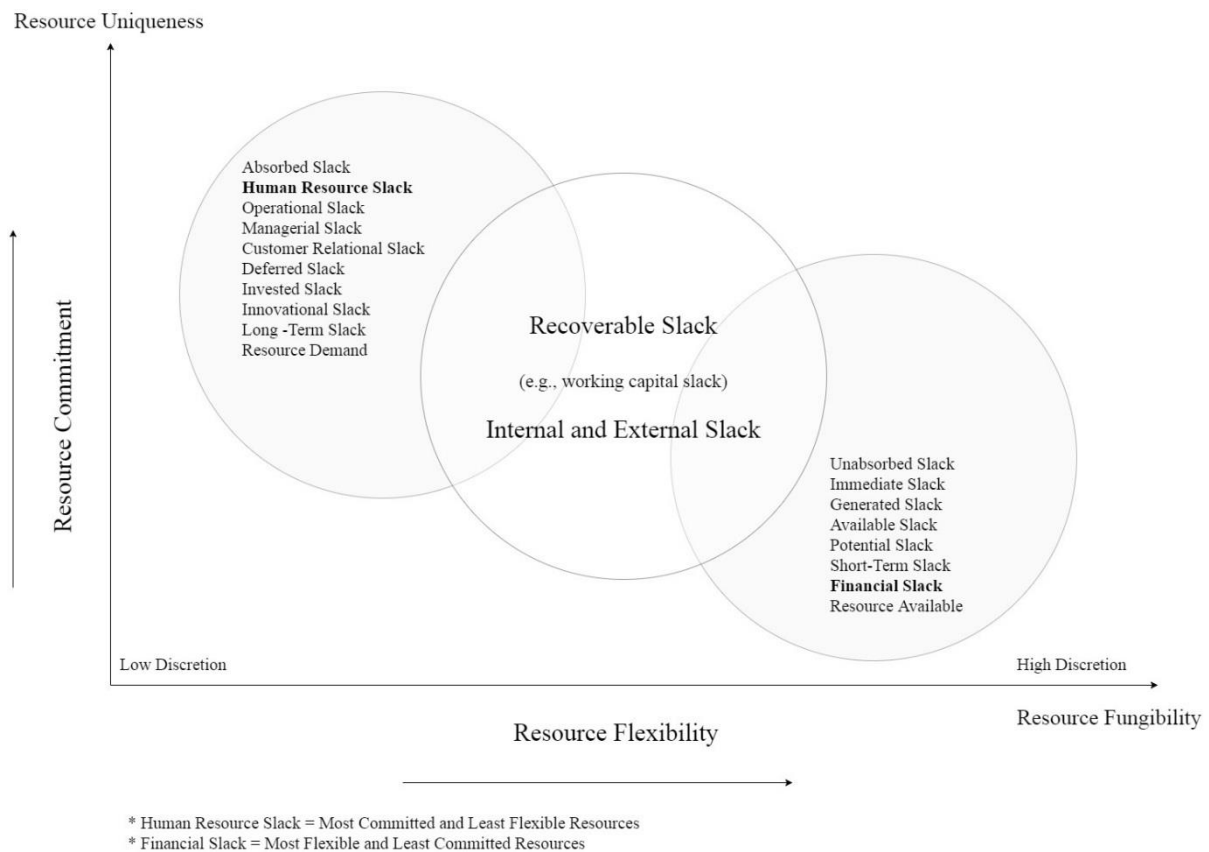 Resource Uniqueness
Absorbed Slack
Human Resource Slack
Operational Slack
Managerial Slack
Customer Relational Slack
Deferred Slack
Invested Slack
Innovational Slack
Long -Term Slack
Resource Demand
Resource Commitment
Recoverable Slack
(e.g., working capital slack)
Internal and External Slack
Unabsorbed Slack
Immediate Slack
Generated Slack
Available Slack
Potential Slack
Short-Term Slack
Financial Slack
Resource Available
Low Discretion
High Discretion
Resource Flexibility
Resource Fungibility
* Human Resource Slack = Most Committed and Least Flexible Resources
* Financial Slack = Most Flexible and Least Committed Resources